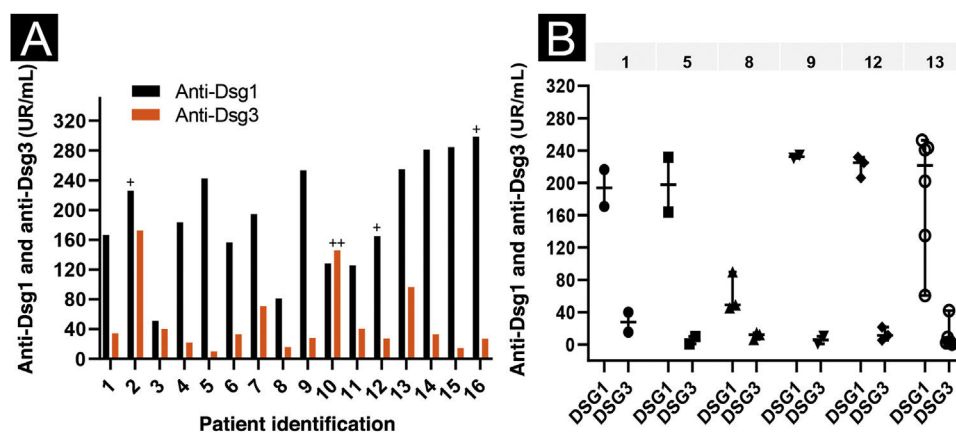 A
Anti-Dsg1 and anti-Dsg3 (UR/mL)
Anti-Dsg1
Anti-Dsg3
320
280
240
200
160
120
80
40
0
+
+
++
+
1 2 3 4 5 6 7 8 9 10 11 12 13 14 15 16
Patient identification
B
1 5 8 9 12 13
Anti-Dsg1 and anti-Dsg3 (UR/mL)
320
280
240
200
160
120
80
40
0
DSG1 DSG3 DSG1 DSG3 DSG1 DSG3 DSG1 DSG3 DSG1 DSG3 DSG1 DSG3